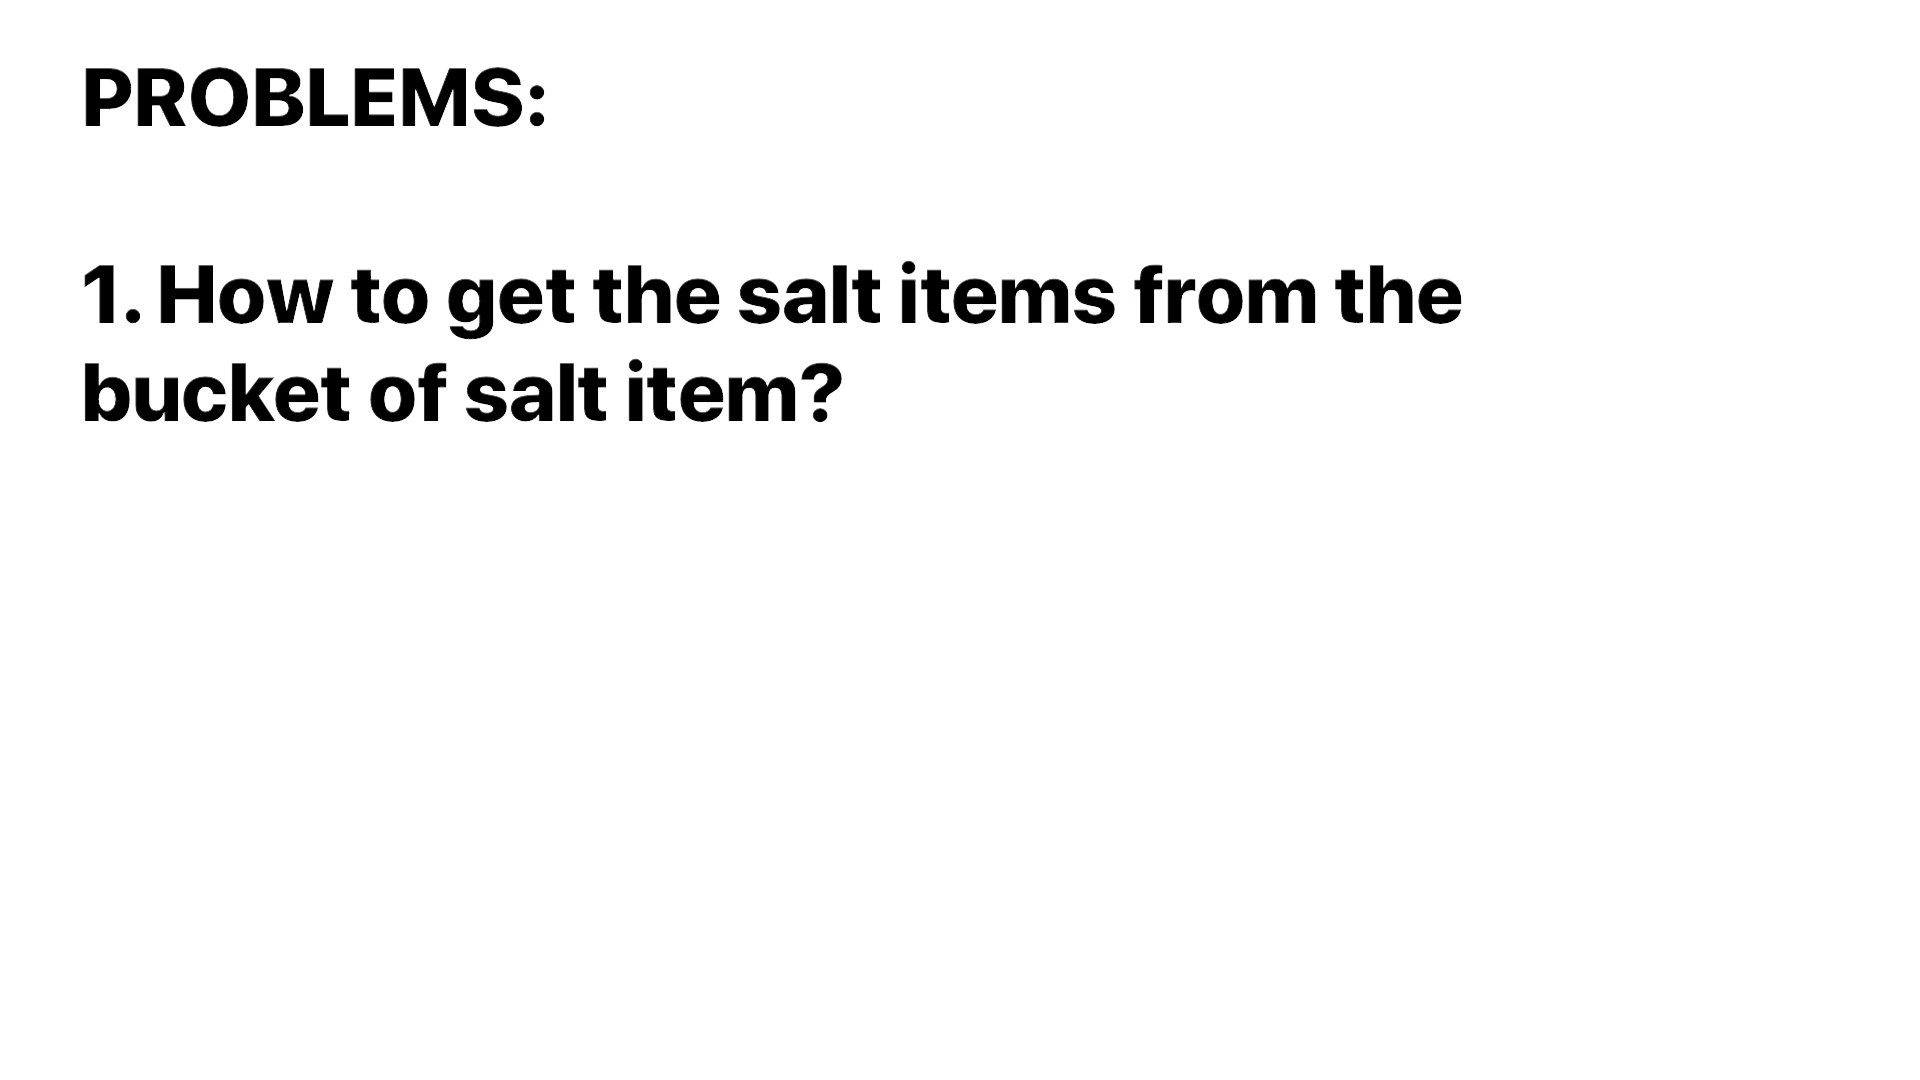 PROBLEMS:
1. How to get the salt items from the
bucket of salt item?